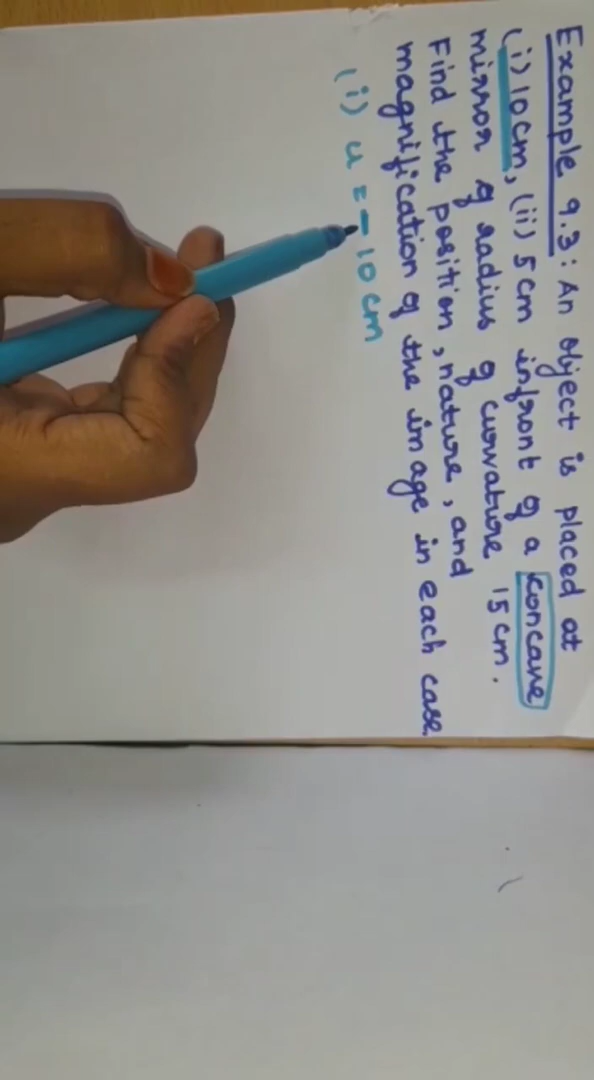 Example 9.3: An object is placed at
(i) 10cm, (ii) 5cm infront of a concave
mirror of radius of curvature 15cm.
Find the position, nature, and
magnification of the image in each case.
(i) u = -10 cm